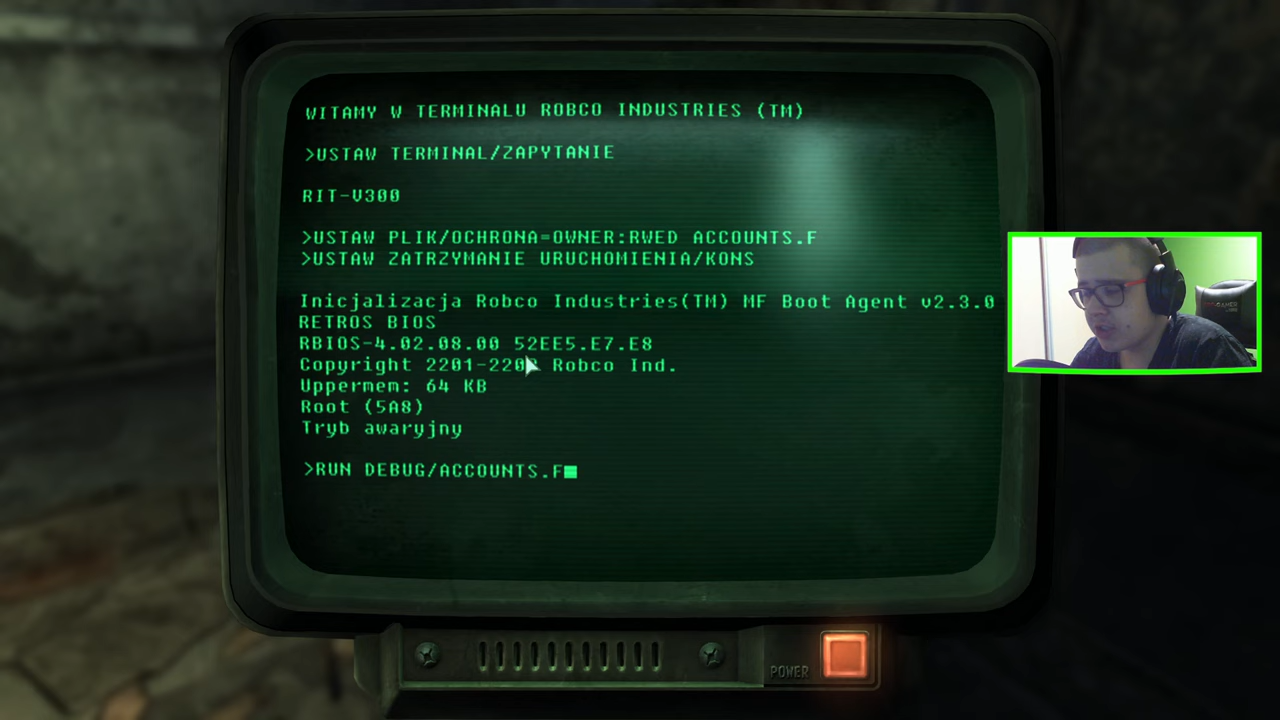 WITAMY W TERMINALU ROBCO INDUSTRIES (TM)
>USTAW TERMINAL/ZAPYTANIE
RIT-V300
>USTAW PLIK/OCHRONA=OWNER:RWED ACCOUNTS.F
>USTAW ZATRZYMANIE URUCHOMIENIA/KONS
Inicjalizacja Robco Industries(TM) MF Boot Agent v2.3.0
RETROS BIOS
RBIOS-4.02.08.00 52EE5.E7.E8
Copyright Robco Ind.
Uppermem: 64 KB
Root (5A8)
Tryb awaryjny
>RUN DEBUG/ACCOUNTS.F
POWER